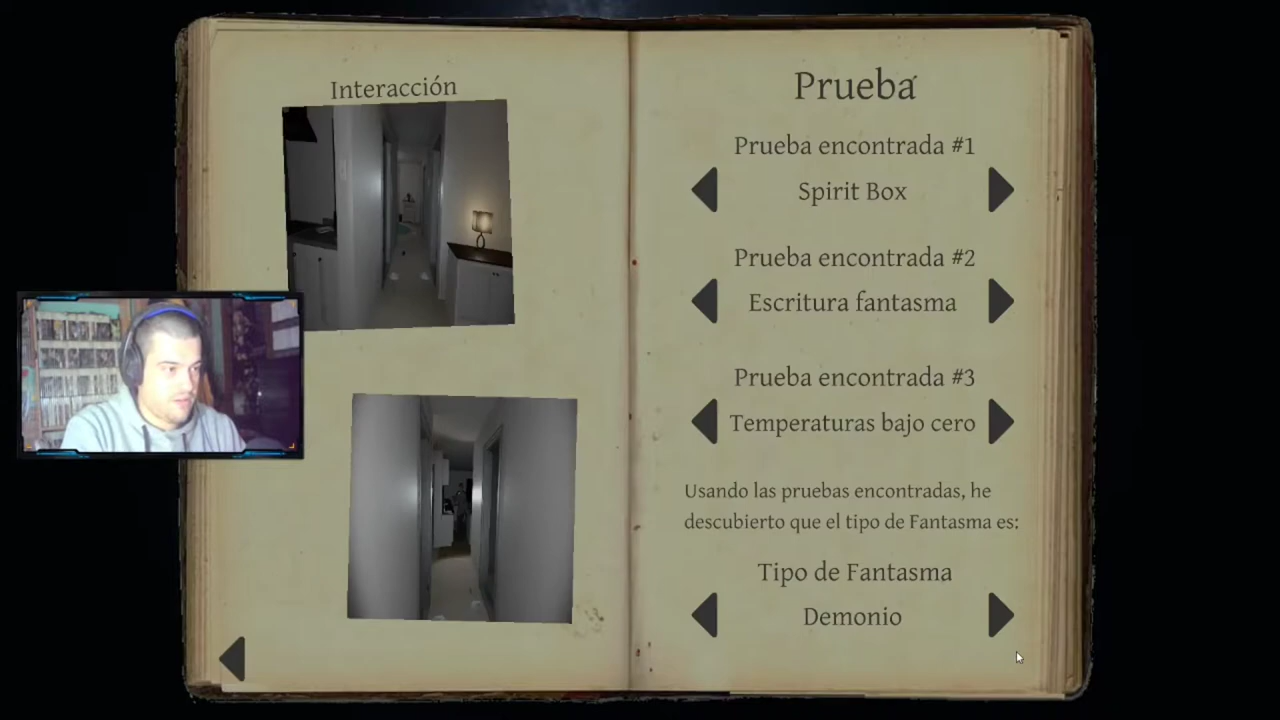 Interacción
Prueba
Prueba encontrada #1
Spirit Box
Prueba encontrada #2
Escritura fantasma
Prueba encontrada #3
Temperaturas bajo cero
Usando las pruebas encontradas, he
descubierto que el tipo de Fantasma es:
Tipo de Fantasma
Demonio